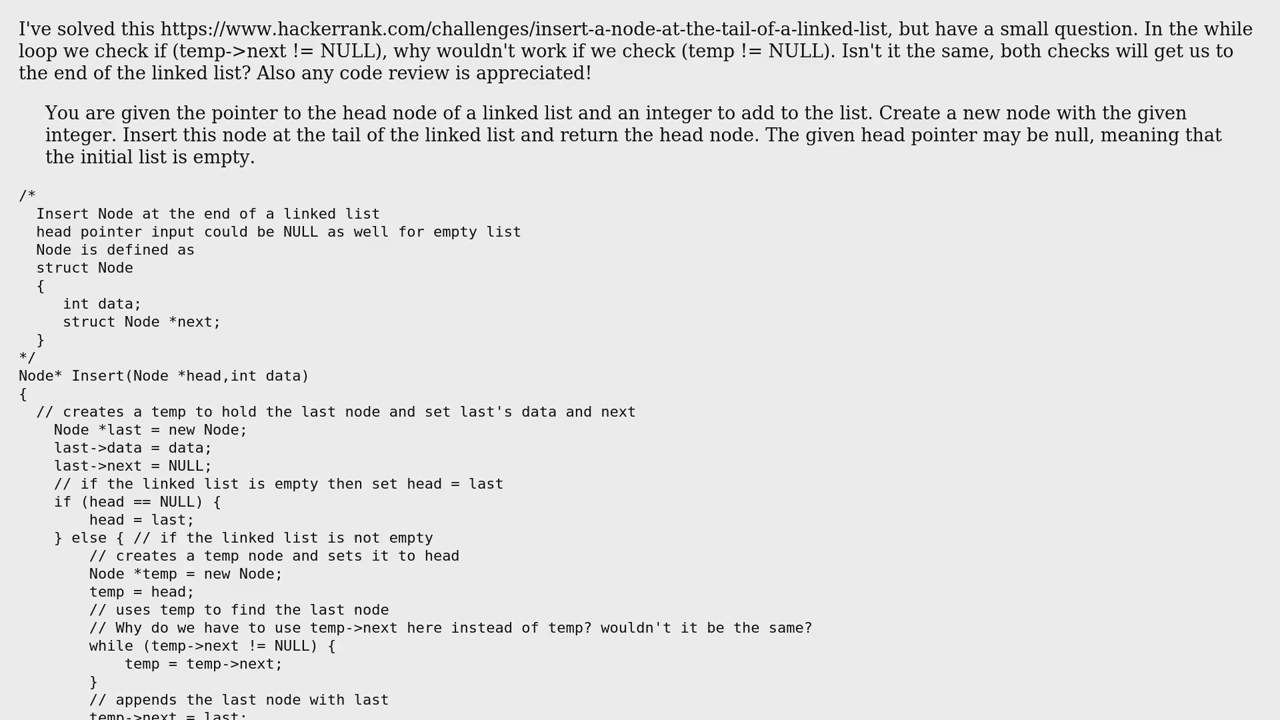 I've solved this https://www.hackerrank.com/challenges/insert-a-node-at-the-tail-of-a-linked-list, but have a small question. In the while
loop we check if (temp->next != NULL), why wouldn't work if we check (temp != NULL). Isn't it the same, both checks will get us to
the end of the linked list? Also any code review is appreciated!
You are given the pointer to the head node of a linked list and an integer to add to the list. Create a new node with the given
integer. Insert this node at the tail of the linked list and return the head node. The given head pointer may be null, meaning that
the initial list is empty.
/*
  Insert Node at the end of a linked list
  head pointer input could be NULL as well for empty list
  Node is defined as
  struct Node
  {
     int data;
     struct Node *next;
  }
*/
Node* Insert(Node *head,int data)
{
  // creates a temp to hold the last node and set last's data and next
    Node *last = new Node;
    last->data = data;
    last->next = NULL;
    // if the linked list is empty then set head = last
    if (head == NULL) {
        head = last;
    } else { // if the linked list is not empty
        // creates a temp node and sets it to head
        Node *temp = new Node;
        temp = head;
        // uses temp to find the last node
        // Why do we have to use temp->next here instead of temp? wouldn't it be the same?
        while (temp->next != NULL) {
            temp = temp->next;
        }
        // appends the last node with last
        temp->next = last;